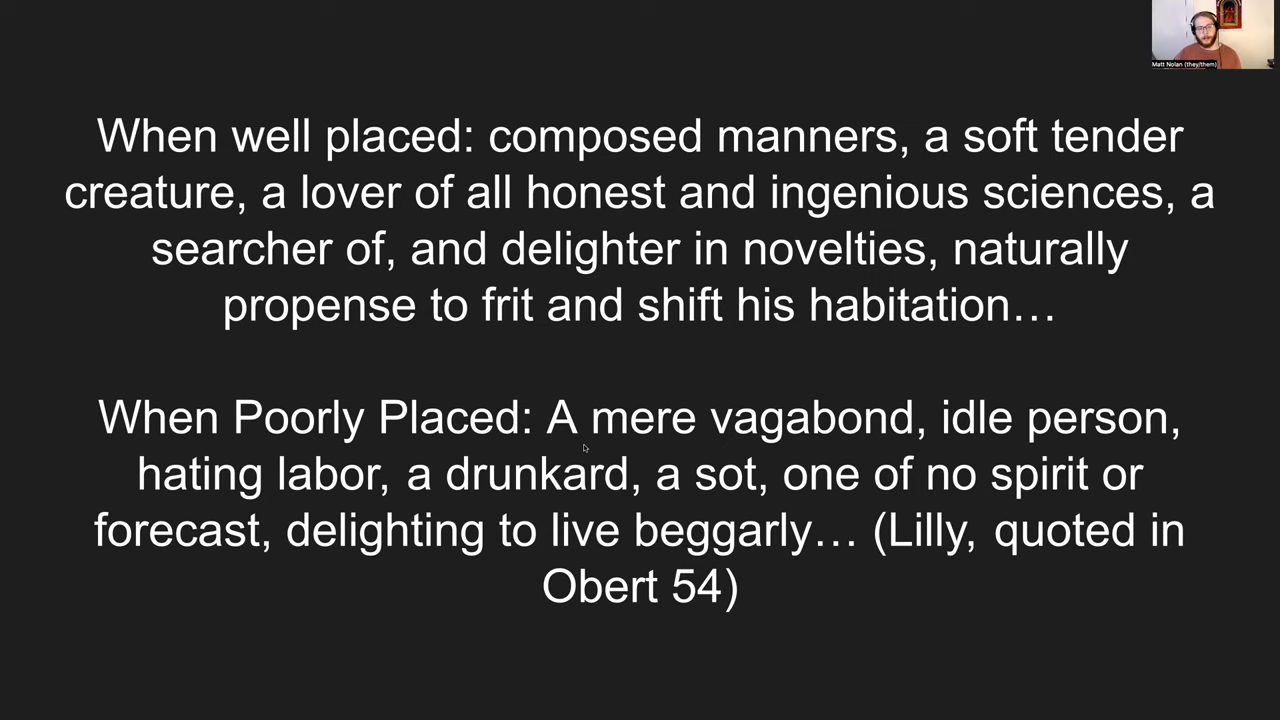 Matt Nolan (they/them)
When well placed: composed manners, a soft tender
creature, a lover of all honest and ingenious sciences, a
searcher of, and delighter in novelties, naturally
propense to frit and shift his habitation…
When Poorly Placed: A mere vagabond, idle person,
hating labor, a drunkard, a sot, one of no spirit or
forecast, delighting to live beggarly… (Lilly, quoted in
Obert 54)